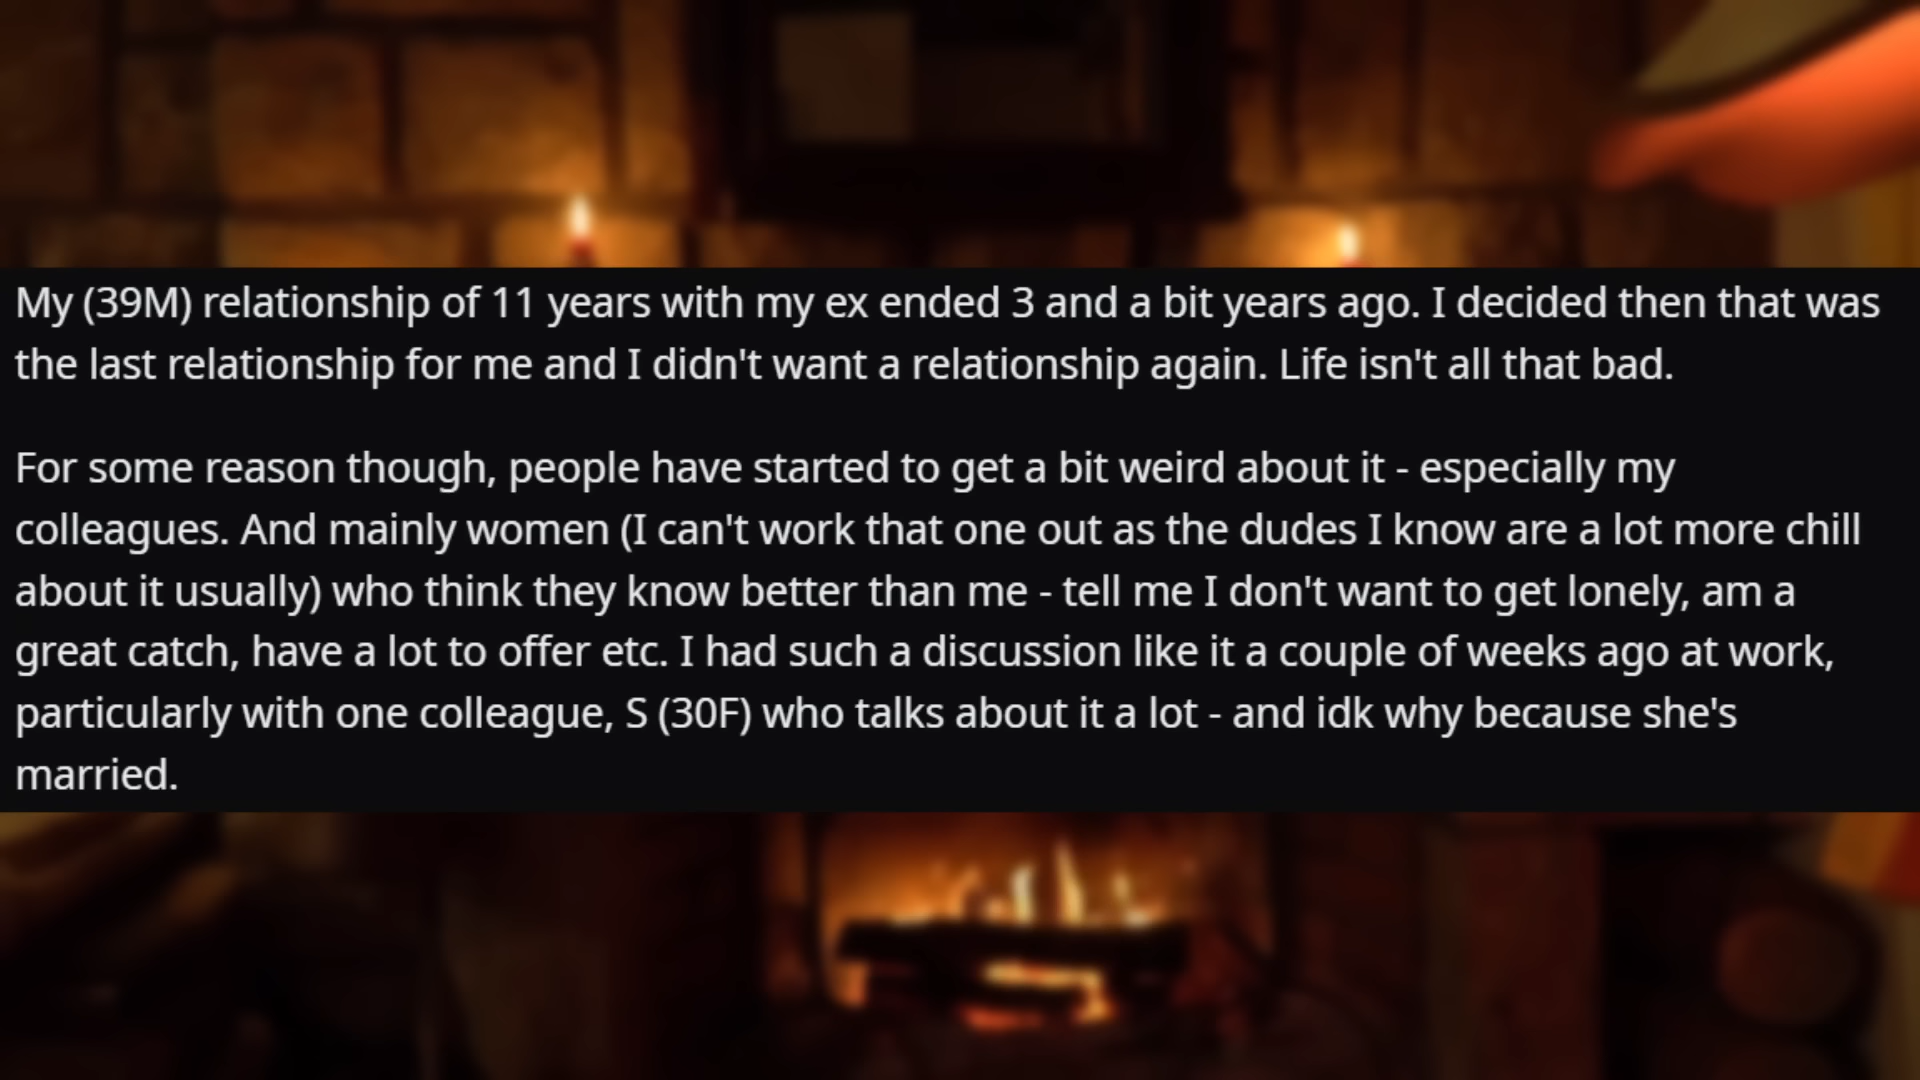 My (39M) relationship of 11 years with my ex ended 3 and a bit years ago. I decided then that was
the last relationship for me and I didn't want a relationship again. Life isn't all that bad.
For some reason though, people have started to get a bit weird about it - especially my
colleagues. And mainly women (I can't work that one out as the dudes I know are a lot more chill
about it usually) who think they know better than me - tell me I don't want to get lonely, am a
great catch, have a lot to offer etc. I had such a discussion like it a couple of weeks ago at work,
particularly with one colleague, S (30F) who talks about it a lot - and idk why because she's
married.